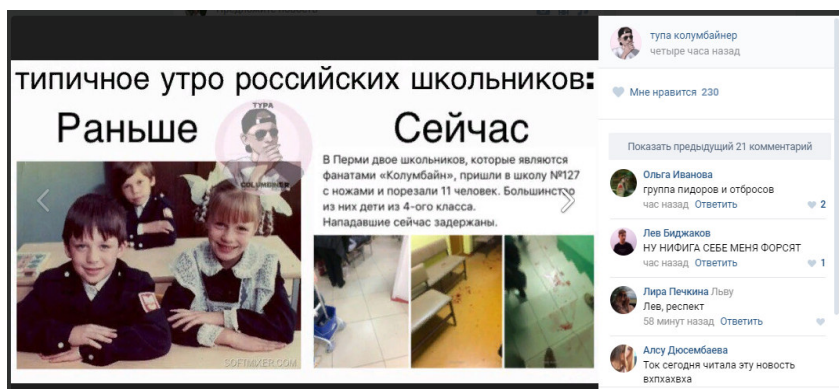 типичное утро российских школьников:
Раньше
Сейчас
TYPA
COLUMBINER
В Перми двое школьников, которые являются
фанатами «Колумбайн», пришли в школу №127
с ножами и порезали 11 человек. Большинство
из них дети из 4-ого класса.
Нападавшие сейчас задержаны.
SOFTMIXER.COM
тупа колумбайнер
четыре часа назад
Мне нравится 230
Показать предыдущий 21 комментарий
Ольга Иванова
группа пидоров и отбросов
час назад Ответить 2
Лев Биджаков
НУ НИФИГА СЕБЕ МЕНЯ ФОРСЯТ
час назад Ответить 1
Лира Печкина Льву
Лев, респект
58 минут назад Ответить
Алсу Дюсембаева
Ток сегодня читала эту новость
вхпхахвха